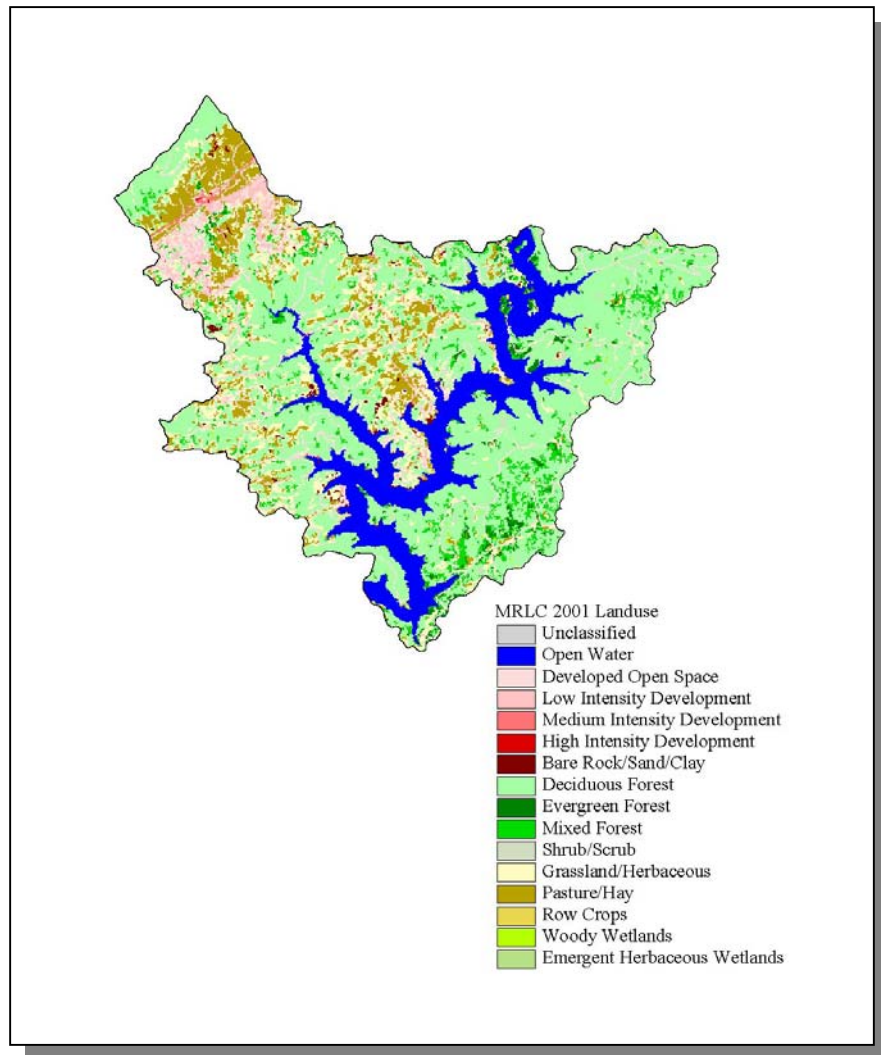 MRLC 2001 Landuse
Unclassified
Open Water
Developed Open Space
Low Intensity Development
Medium Intensity Development
High Intensity Development
Bare Rock/Sand/Clay
Deciduous Forest
Evergreen Forest
Mixed Forest
Shrub/Scrub
Grassland/Herbaceous
Pasture/Hay
Row Crops
Woody Wetlands
Emergent Herbaceous Wetlands